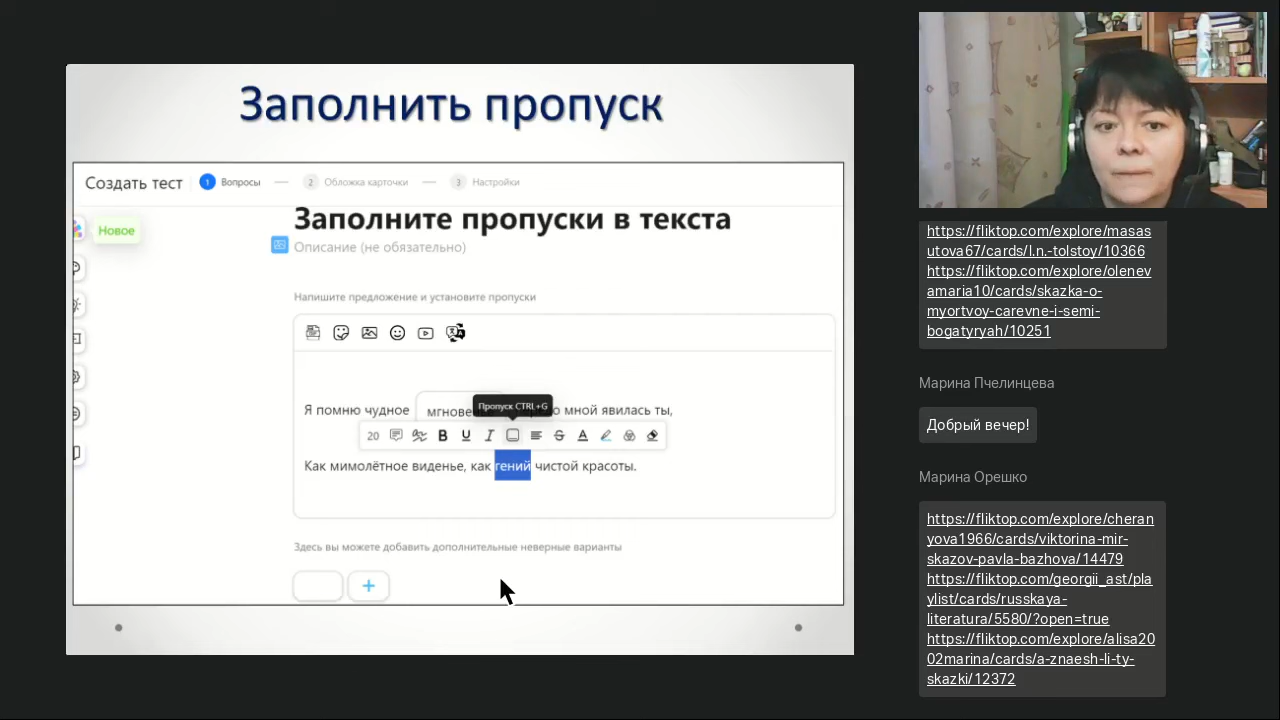 Заполнить пропуск
Создать тест 1 Вопросы — 2 Обложка карточки — 3 Настройки
Новое
Заполните пропуски в текста
Описание (не обязательно)
Напишите предложение и установите пропуски
Пропуск CTRL+G
Я помню чудное мгнове о мной явилась ты,
20 B U I S A
Как мимолётное виденье, как гений чистой красоты.
Здесь вы можете добавить дополнительные неверные варианты
+
https://fliktop.com/explore/masas
utova67/cards/l.n.-tolstoy/10366
https://fliktop.com/explore/olenev
amaria10/cards/skazka-o-
myortvoy-carevne-i-semi-
bogatyryah/10251
Марина Пчелинцева
Добрый вечер!
Марина Орешко
https://fliktop.com/explore/cheran
yova1966/cards/viktorina-mir-
skazov-pavla-bazhova/14479
https://fliktop.com/georgii_ast/pla
ylist/cards/russkaya-
literatura/5580/?open=true
https://fliktop.com/explore/alisa20
02marina/cards/a-znaesh-li-ty-
skazki/12372